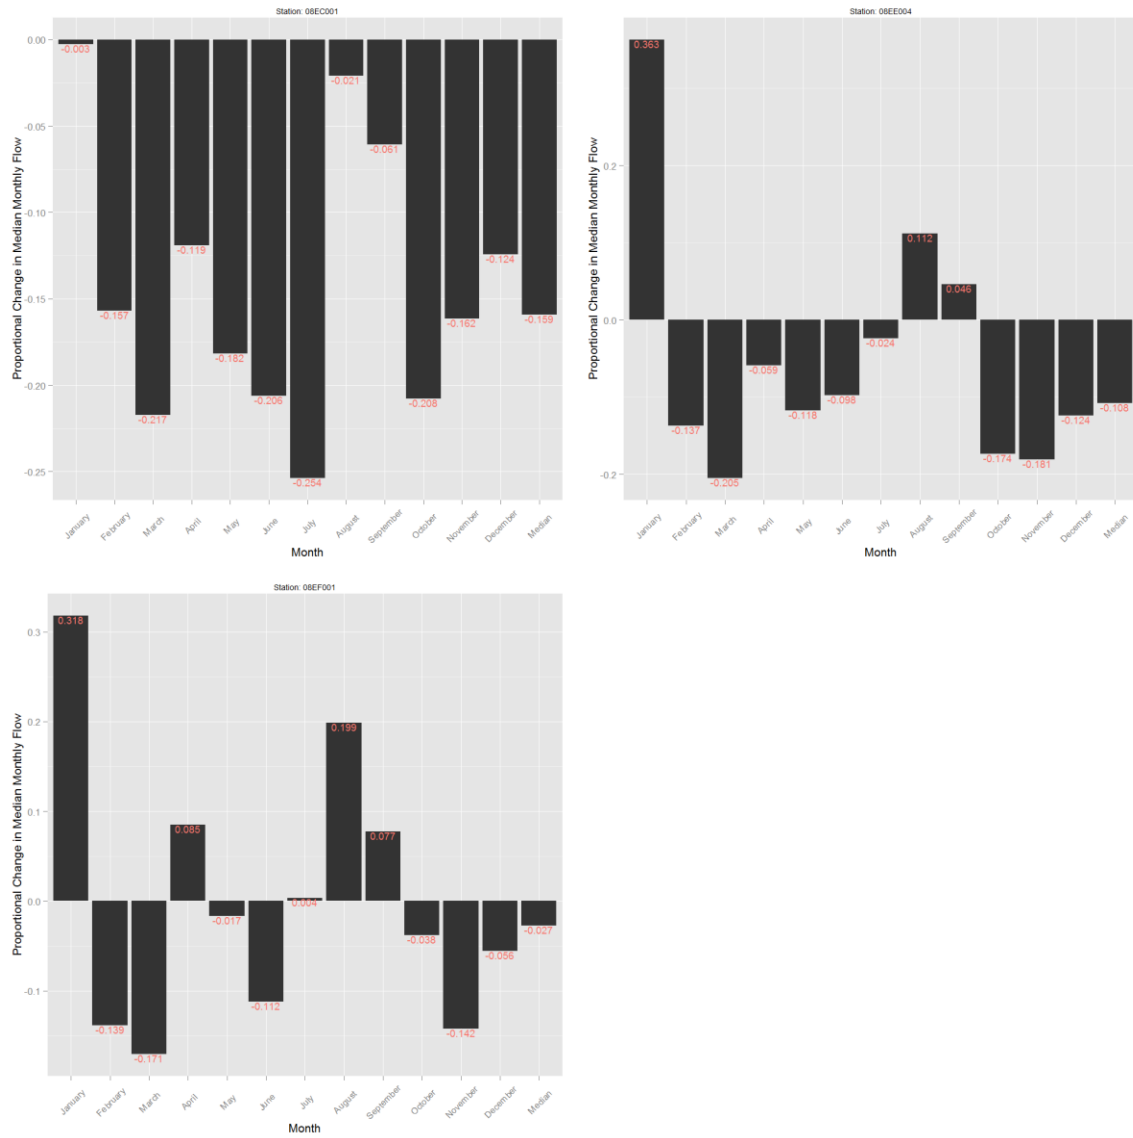 Station: 08EC001
Proportional Change in Median Monthly Flow
0.00
-0.05
-0.10
-0.15
-0.20
-0.25
-0.003
-0.157
-0.217
-0.119
-0.182
-0.206
-0.254
-0.021
-0.061
-0.208
-0.162
-0.124
-0.159
January
February
March
April
May
June
July
August
September
October
November
December
Median
Month
Station: 08EE004
Proportional Change in Median Monthly Flow
0.2
0.0
-0.2
0.363
-0.137
-0.205
-0.059
-0.118
-0.098
-0.024
0.112
0.046
-0.174
-0.181
-0.124
-0.108
January
February
March
April
May
June
July
August
September
October
November
December
Median
Month
Station: 08EF001
Proportional Change in Median Monthly Flow
0.3
0.2
0.1
0.0
-0.1
0.318
-0.139
-0.171
0.085
-0.017
-0.112
0.004
0.199
0.077
-0.038
-0.142
-0.056
-0.027
January
February
March
April
May
June
July
August
September
October
November
December
Median
Month